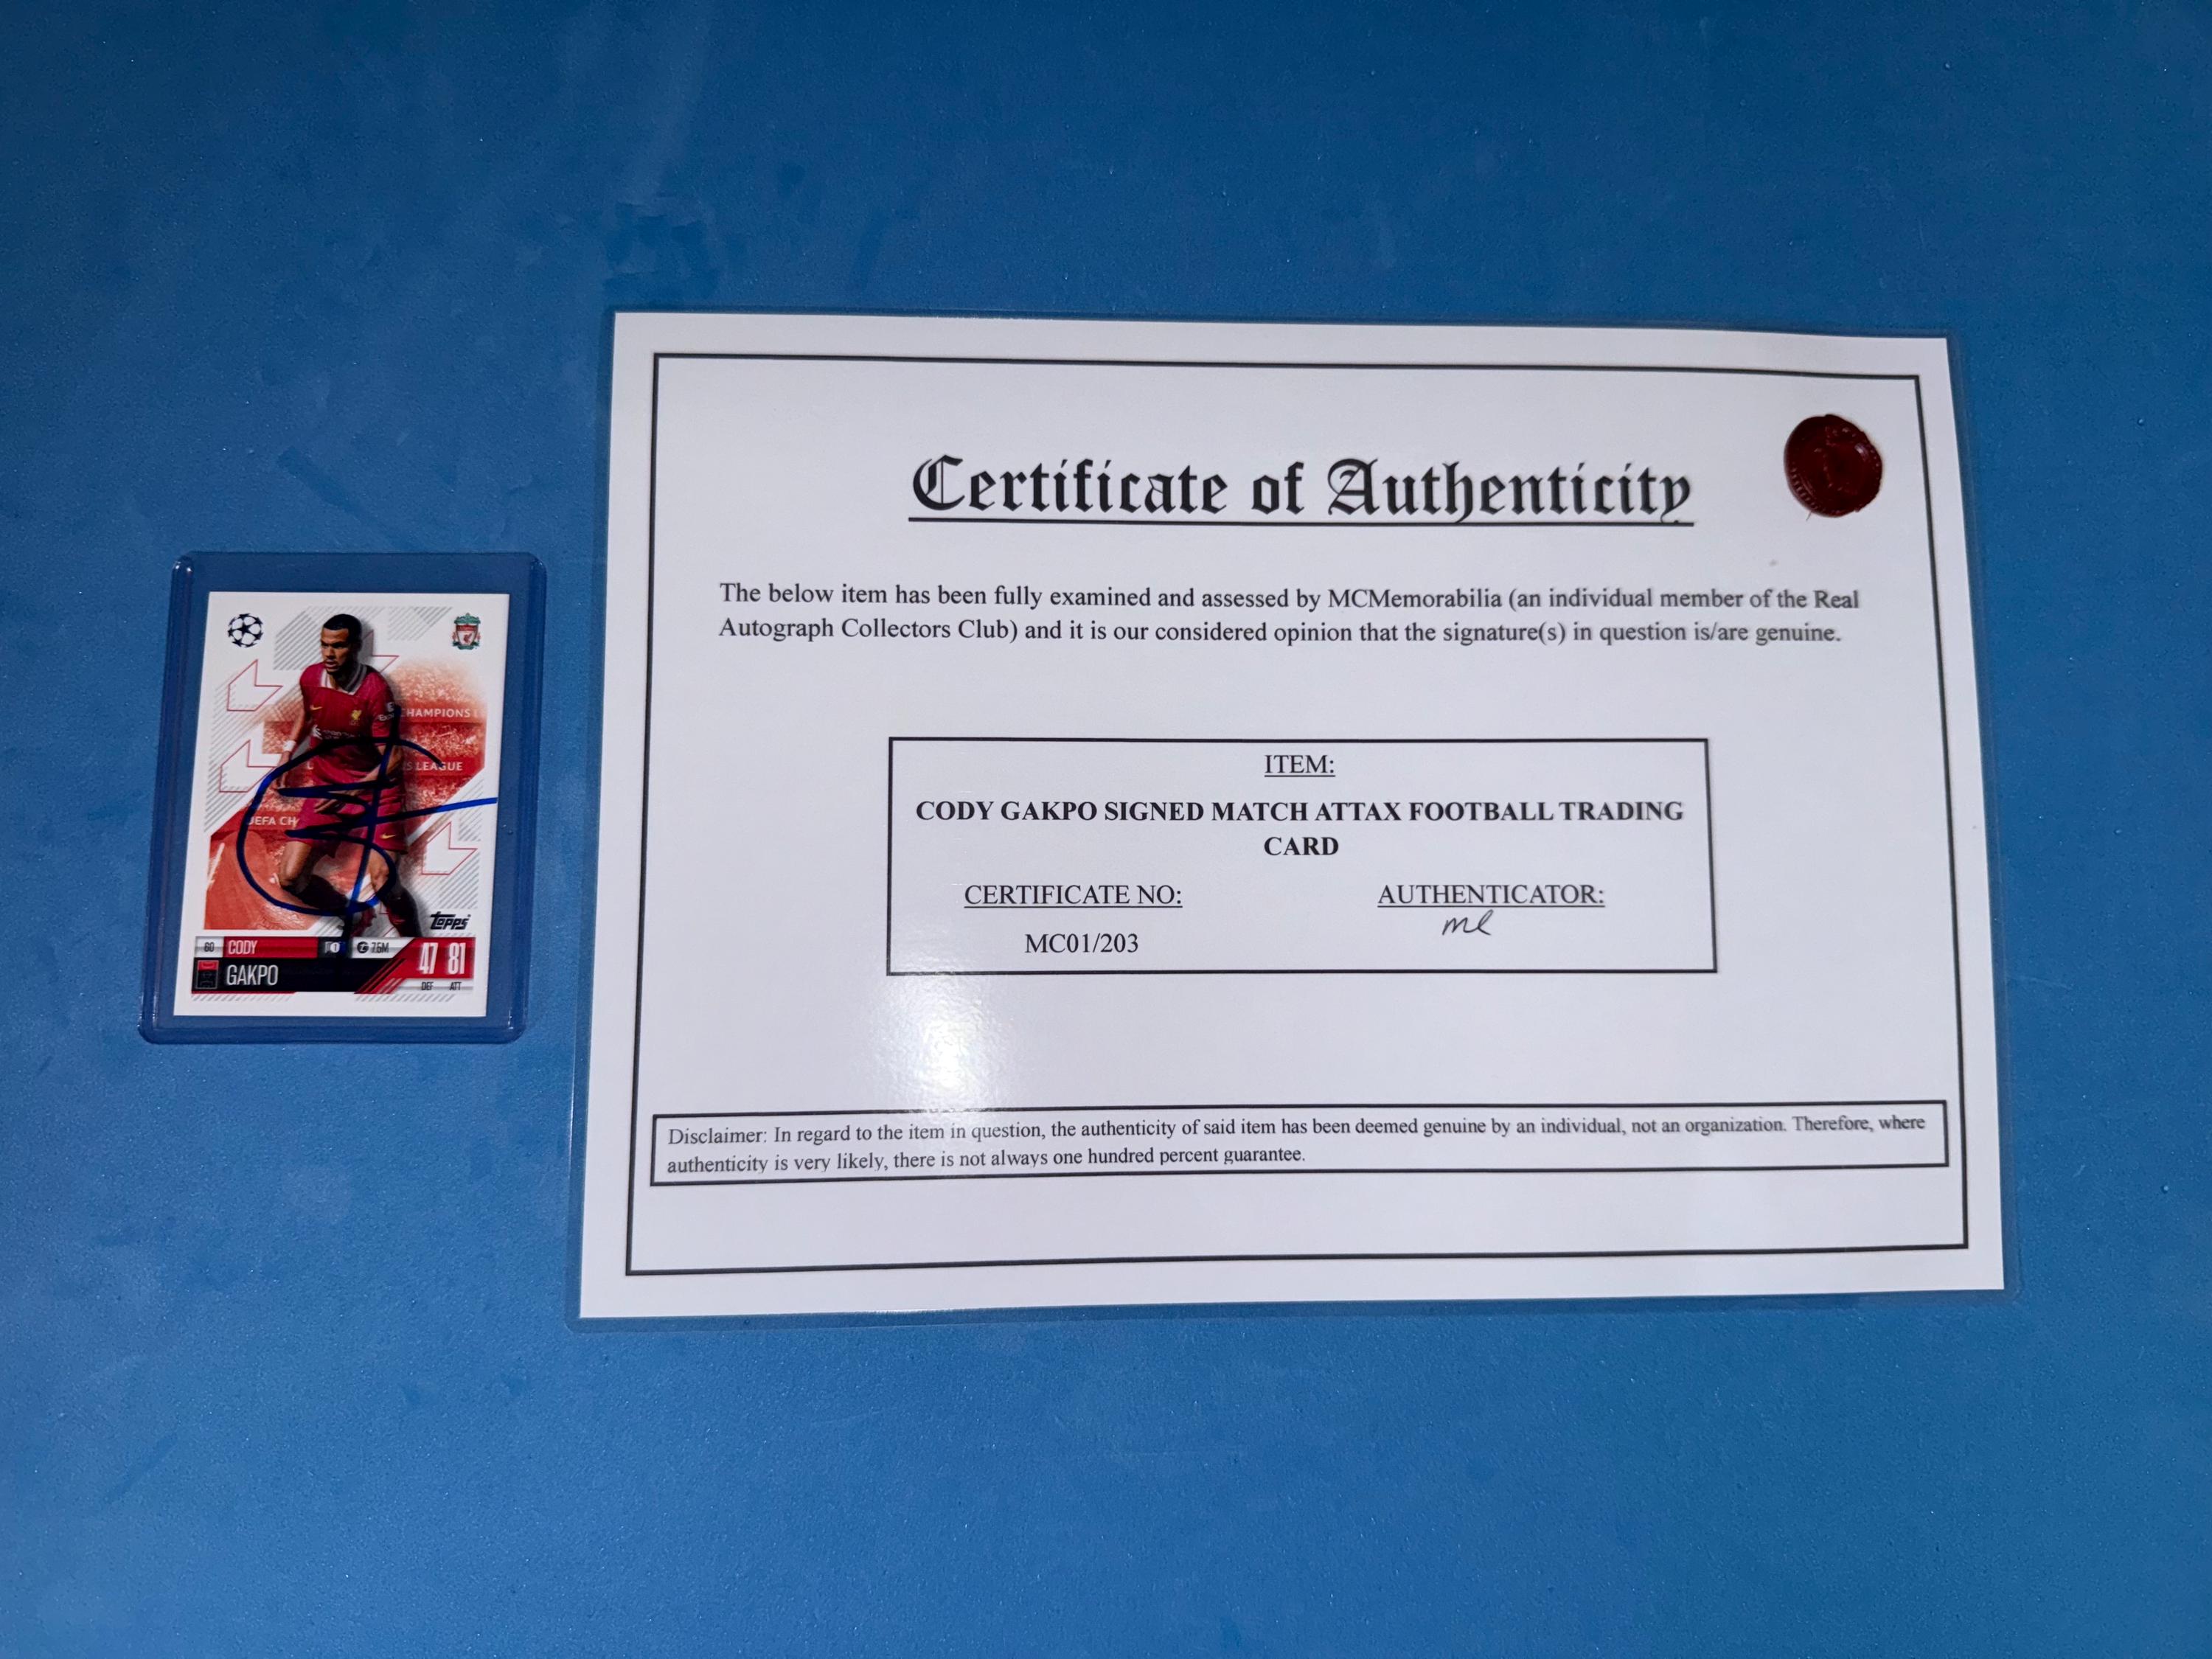 CHAMPIONS
S LEAGUE
UEFA CH
Topps
60 CODY 1 € 7.5M
GAKPO
47 81
DEF ATT
Certificate of Authenticity
The below item has been fully examined and assessed by MCMemorabilia (an individual member of the Real
Autograph Collectors Club) and it is our considered opinion that the signature(s) in question is/are genuine.
ITEM:
CODY GAKPO SIGNED MATCH ATTAX FOOTBALL TRADING
CARD
CERTIFICATE NO: AUTHENTICATOR:
MC01/203 mc
Disclaimer: In regard to the item in question, the authenticity of said item has been deemed genuine by an individual, not an organization. Therefore, where
authenticity is very likely, there is not always one hundred percent guarantee.